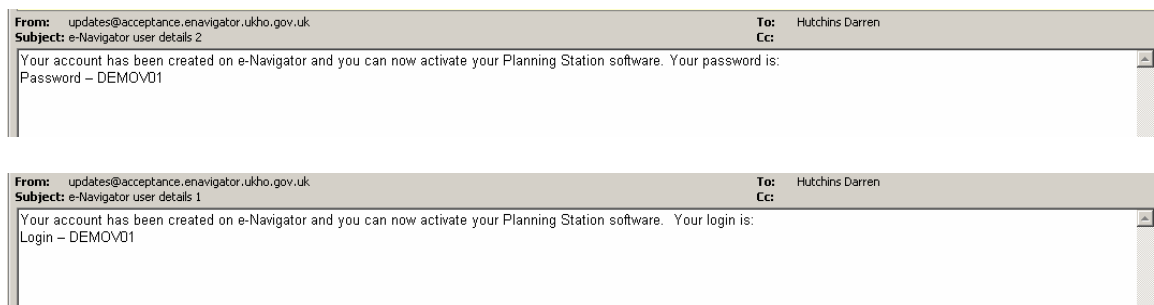 From: updates@acceptance.enavigator.ukho.gov.uk To: Hutchins Darren
Subject: e-Navigator user details 2 Cc:
Your account has been created on e-Navigator and you can now activate your Planning Station software. Your password is:
Password – DEMOV01
From: updates@acceptance.enavigator.ukho.gov.uk To: Hutchins Darren
Subject: e-Navigator user details 1 Cc:
Your account has been created on e-Navigator and you can now activate your Planning Station software. Your login is:
Login – DEMOV01